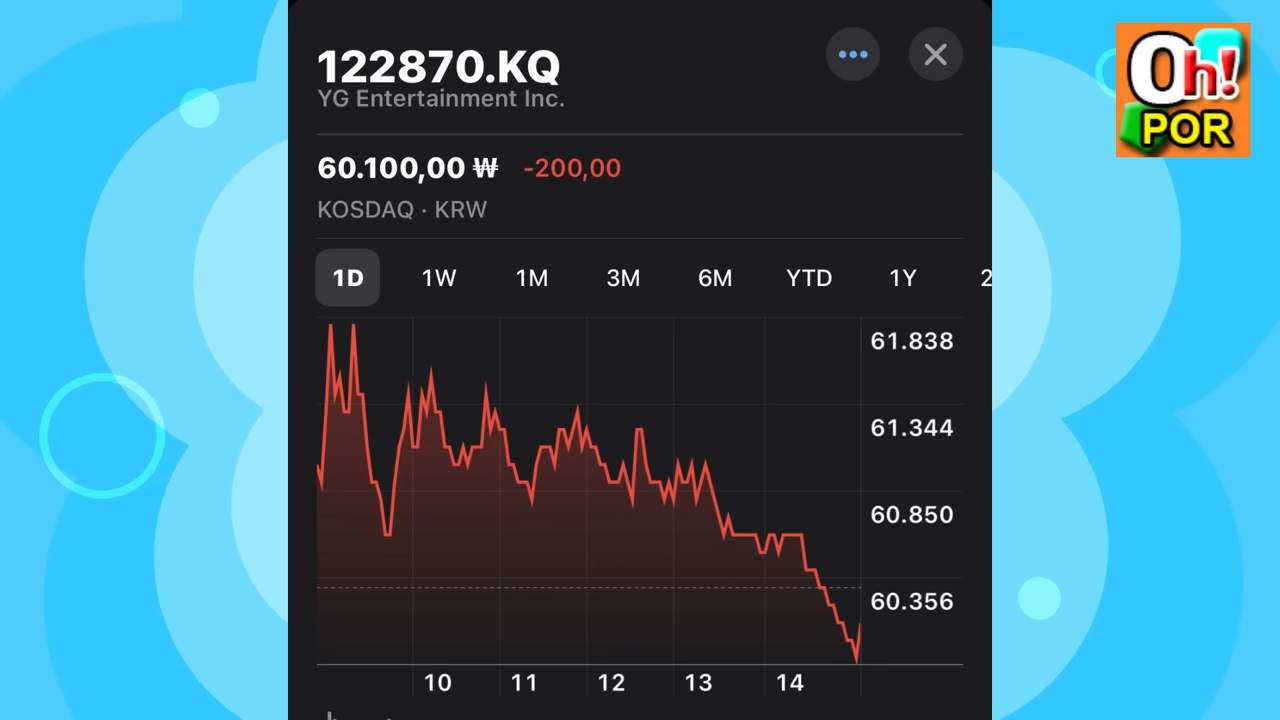 122870.KQ
YG Entertainment Inc.
60.100,00 ₩ -200,00
KOSDAQ · KRW
1D 1W 1M 3M 6M YTD 1Y 2
61.838
61.344
60.850
60.356
10 11 12 13 14
Oh!
POR